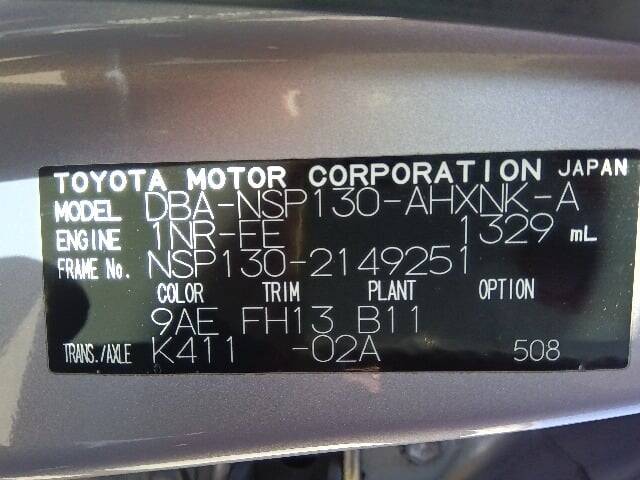 TOYOTA MOTOR CORPORATION JAPAN
MODEL DBA-NSP130-AHXNK-A
ENGINE 1NR-FE 1329 mL
FRAME No. NSP130-2149251
COLOR TRIM PLANT OPTION
9AE FH13 B11
TRANS./AXLE K411 -02A 508